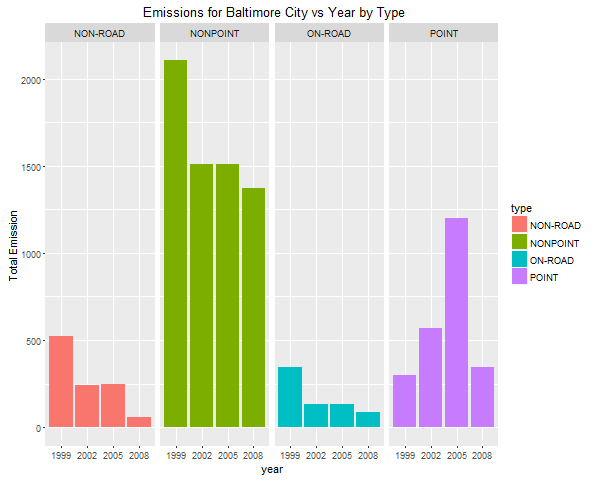 Emissions for Baltimore City vs Year by Type
NON-ROAD NONPOINT ON-ROAD POINT
2000
1500
1000
500
0
Total Emission
1999 2002 2005 2008 1999 2002 2005 2008 1999 2002 2005 2008 1999 2002 2005 2008
year
type
NON-ROAD
NONPOINT
ON-ROAD
POINT